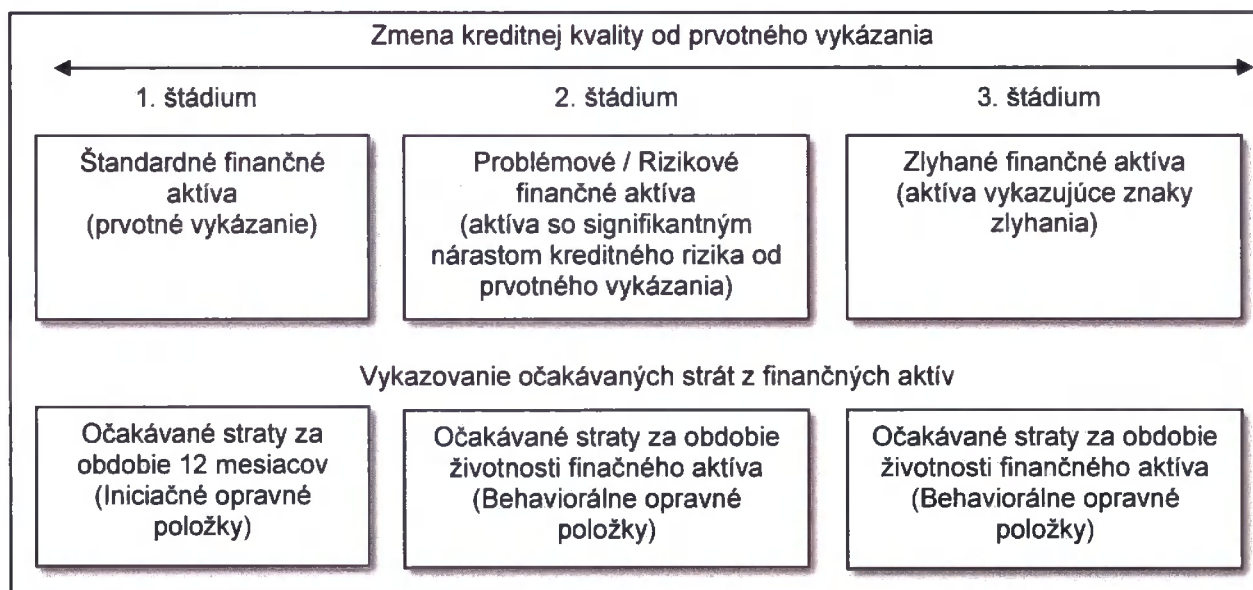 Zmena kreditnej kvality od prvotného vykázania
1. štádium
2. štádium
3. štádium
Štandardné finančné
aktíva
(prvotné vykázanie)
Problémové / Rizikové
finančné aktíva
(aktíva so signifikantným
nárastom kreditného rizika od
prvotného vykázania)
Zlyhané finančné aktíva
(aktíva vykazujúce znaky
zlyhania)
Vykazovanie očakávaných strát z finančných aktív
Očakávané straty za
obdobie 12 mesiacov
(Iniciačné opravné
položky)
Očakávané straty za obdobie
životnosti finačného aktíva
(Behaviorálne opravné
položky)
Očakávané straty za obdobie
životnosti finančného aktíva
(Behaviorálne opravné
položky)